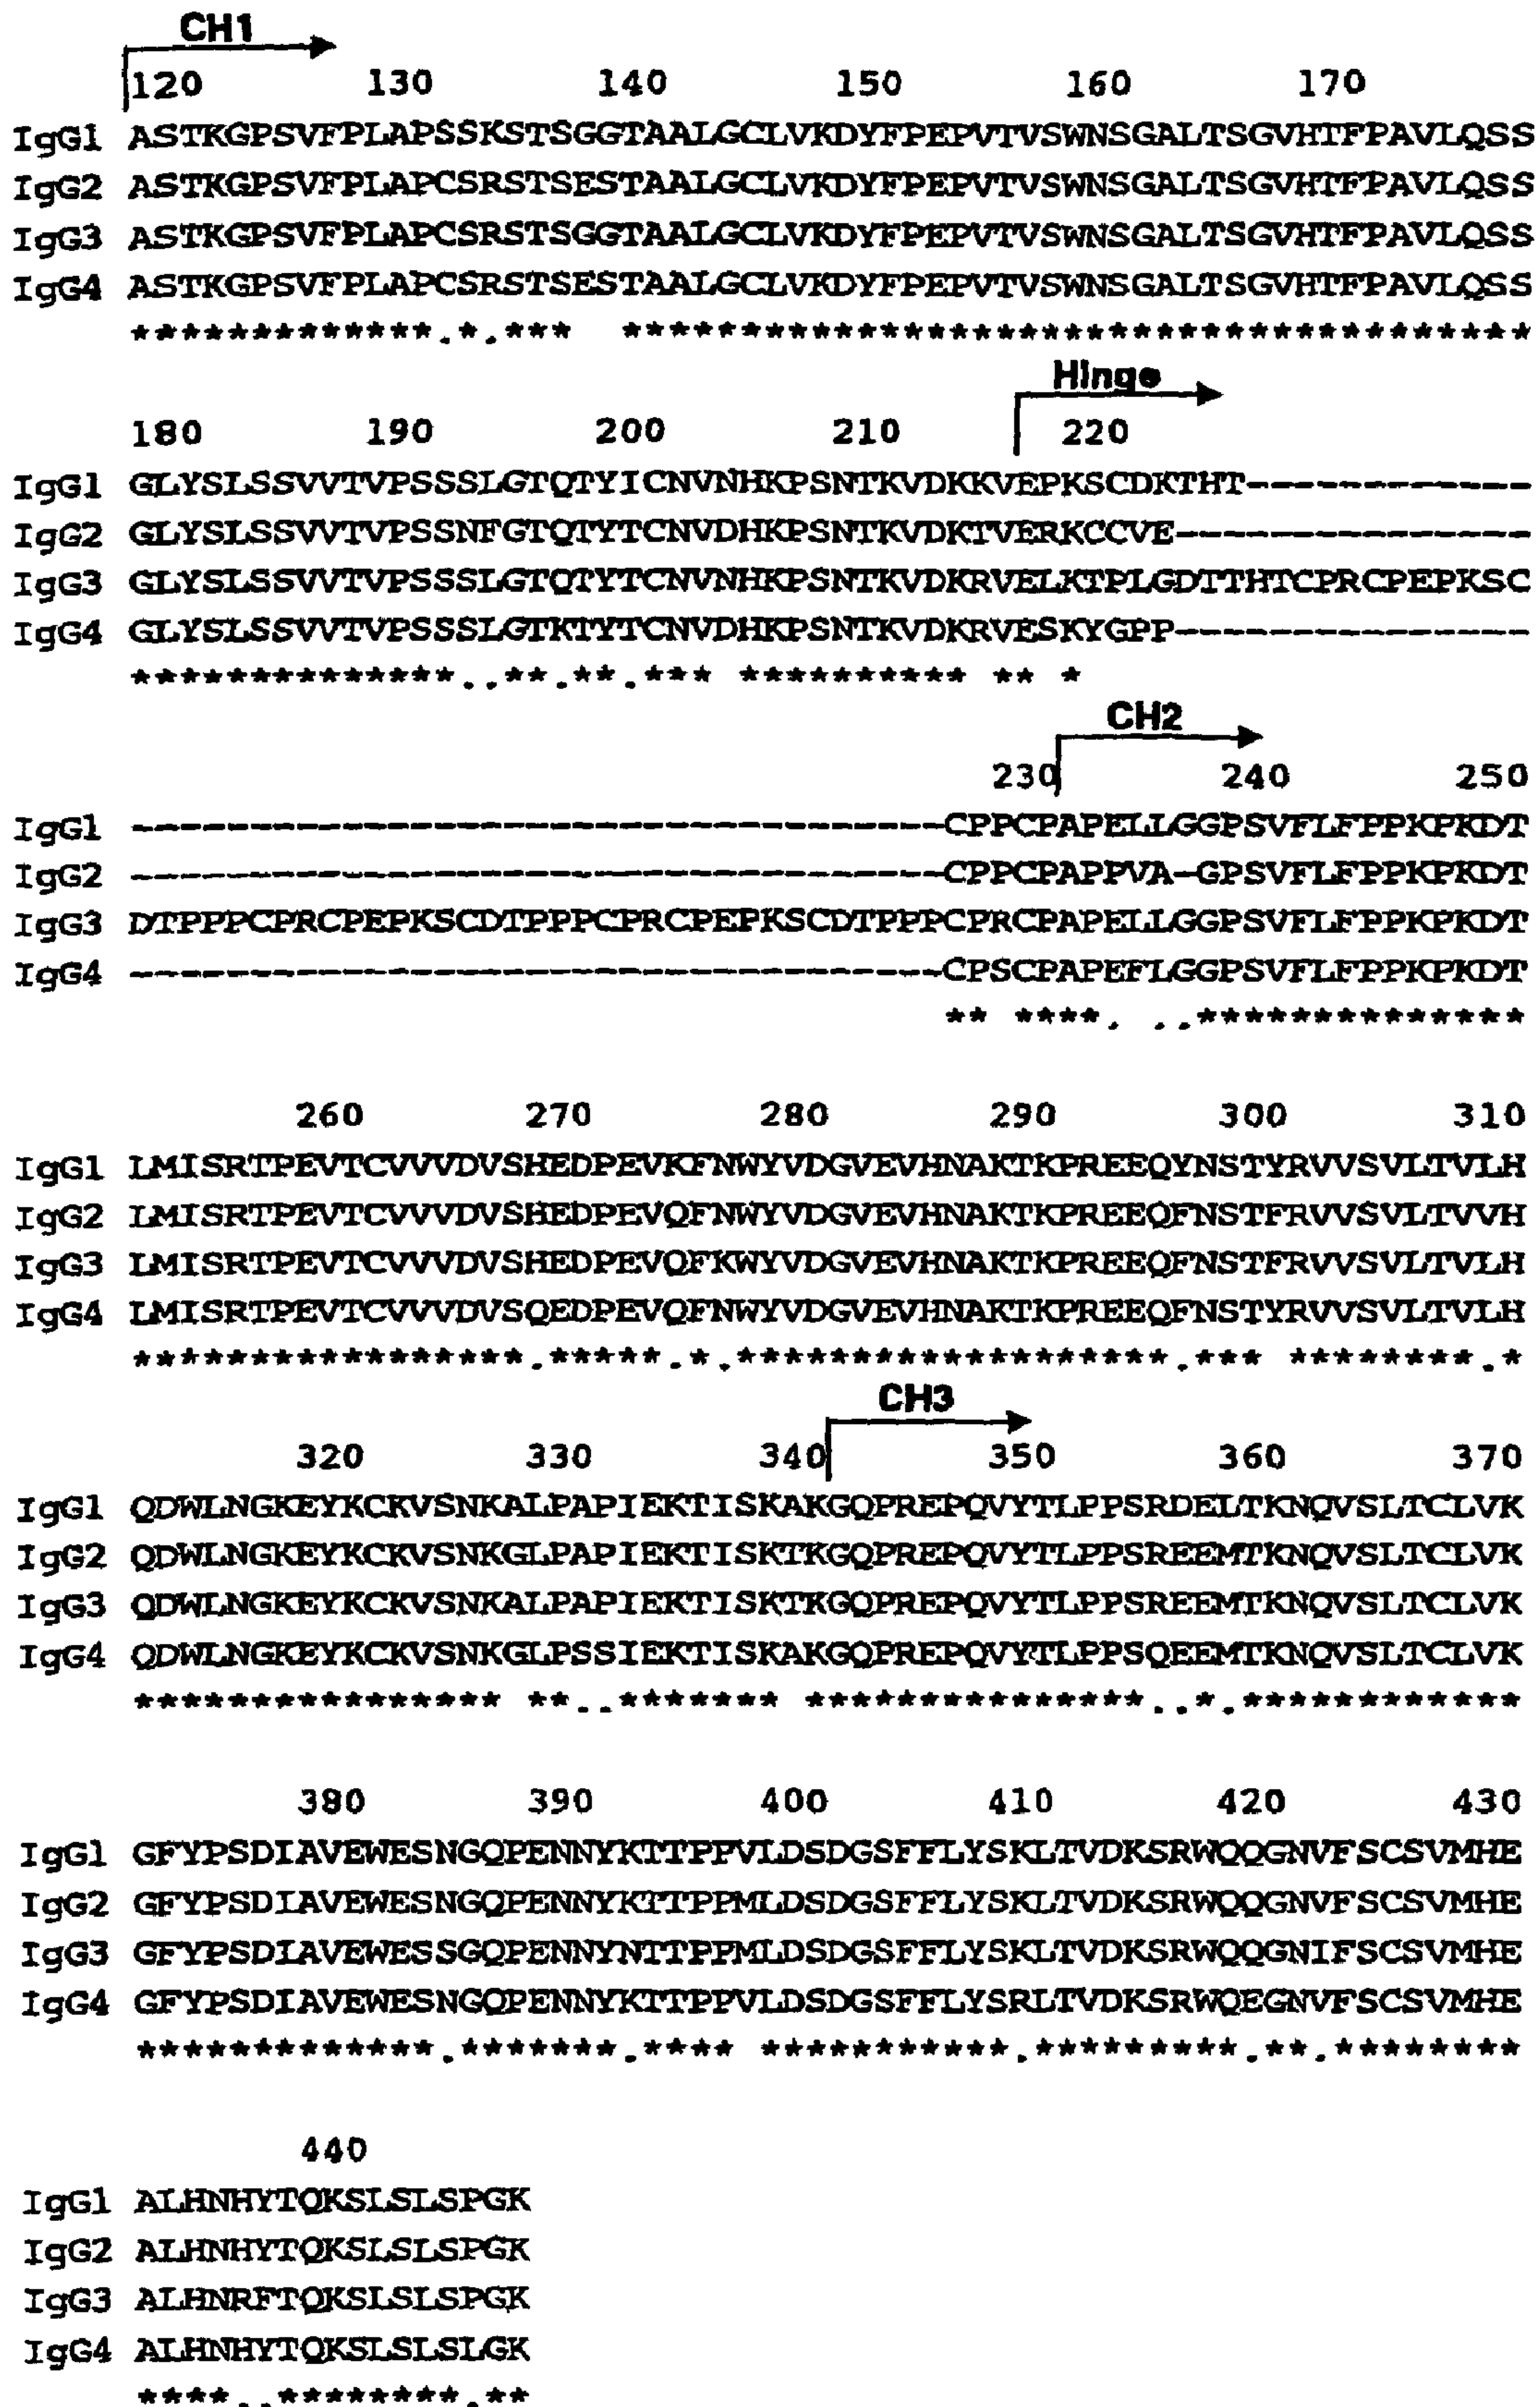 CH1
120 130 140 150 160 170
IgG1 ASTKGPSVFPLAPSSKSTSGGTAALGCLVKDYFPEPVTVSWNSGALTSGVHTFPAVLQSS
IgG2 ASTKGPSVFPLAPCSRSTSESTAALGCLVKDYFPEPVTVSWNSGALTSGVHTFPAVLQSS
IgG3 ASTKGPSVFPLAPCSRSTSGGTAALGCLVKDYFPEPVTVSWNSGALTSGVHTFPAVLQSS
IgG4 ASTKGPSVFPLAPCSRSTSESTAALGCLVKDYFPEPVTVSWNSGALTSGVHTFPAVLQSS
*************.*.***  ***************************************
Hinge
180 190 200 210 220
IgG1 GLYSLSSVVTVPSSSLGTQTYICNVNHKPSNTKVDKKVEPKSCDKTHT------------
IgG2 GLYSLSSVVTVPSSNFGTQTYTCNVDHKPSNTKVDKTVERKCCVE---------------
IgG3 GLYSLSSVVTVPSSSLGTQTYTCNVNHKPSNTKVDKRVELKTPLGDTTHTCPRCPEPKSC
IgG4 GLYSLSSVVTVPSSSLGTKTYTCNVDHKPSNTKVDKRVESKYGPP---------------
**************..**.**.*** ********** ** *
CH2
230 240 250
IgG1 -----------------------------------CPPCPAPELLGGPSVFLFPPKPKDT
IgG2 -----------------------------------CPPCPAPPVA-GPSVFLFPPKPKDT
IgG3 DTPPPCPRCPEPKSCDTPPPCPRCPEPKSCDTPPPCPRCPAPELLGGPSVFLFPPKPKDT
IgG4 -----------------------------------CPSCPAPEFLGGPSVFLFPPKPKDT
** ****. ..**************
260 270 280 290 300 310
IgG1 LMISRTPEVTCVVVDVSHEDPEVKFNWYVDGVEVHNAKTKPREEQYNSTYRVVSVLTVLH
IgG2 LMISRTPEVTCVVVDVSHEDPEVQFNWYVDGVEVHNAKTKPREEQFNSTFRVVSVLTVVH
IgG3 LMISRTPEVTCVVVDVSHEDPEVQFKWYVDGVEVHNAKTKPREEQFNSTFRVVSVLTVLH
IgG4 LMISRTPEVTCVVVDVSQEDPEVQFNWYVDGVEVHNAKTKPREEQFNSTYRVVSVLTVLH
*****************.*****.*.*******************.*** ********.*
CH3
320 330 340 350 360 370
IgG1 QDWLNGKEYKCKVSNKALPAPIEKTISKAKGQPREPQVYTLPPSRDELTKNQVSLTCLVK
IgG2 QDWLNGKEYKCKVSNKGLPAPIEKTISKTKGQPREPQVYTLPPSREEMTKNQVSLTCLVK
IgG3 QDWLNGKEYKCKVSNKALPAPIEKTISKTKGQPREPQVYTLPPSREEMTKNQVSLTCLVK
IgG4 QDWLNGKEYKCKVSNKGLPSSIEKTISKAKGQPREPQVYTLPPSQEEMTKNQVSLTCLVK
**************** **..******* ***************..*.************
380 390 400 410 420 430
IgG1 GFYPSDIAVEWESNGQPENNYKTTPPVLDSDGSFFLYSKLTVDKSRWQQGNVFSCSVMHE
IgG2 GFYPSDIAVEWESNGQPENNYKTTPPMLDSDGSFFLYSKLTVDKSRWQQGNVFSCSVMHE
IgG3 GFYPSDIAVEWESSGQPENNYNTTPPMLDSDGSFFLYSKLTVDKSRWQQGNIFSCSVMHE
IgG4 GFYPSDIAVEWESNGQPENNYKTTPPVLDSDGSFFLYSRLTVDKSRWQEGNVFSCSVMHE
*************.*******.**** ***********.*********.**.********
440
IgG1 ALHNHYTQKSLSLSPGK
IgG2 ALHNHYTQKSLSLSPGK
IgG3 ALHNRFTQKSLSLSPGK
IgG4 ALHNHYTQKSLSLSLGK
****..********.**